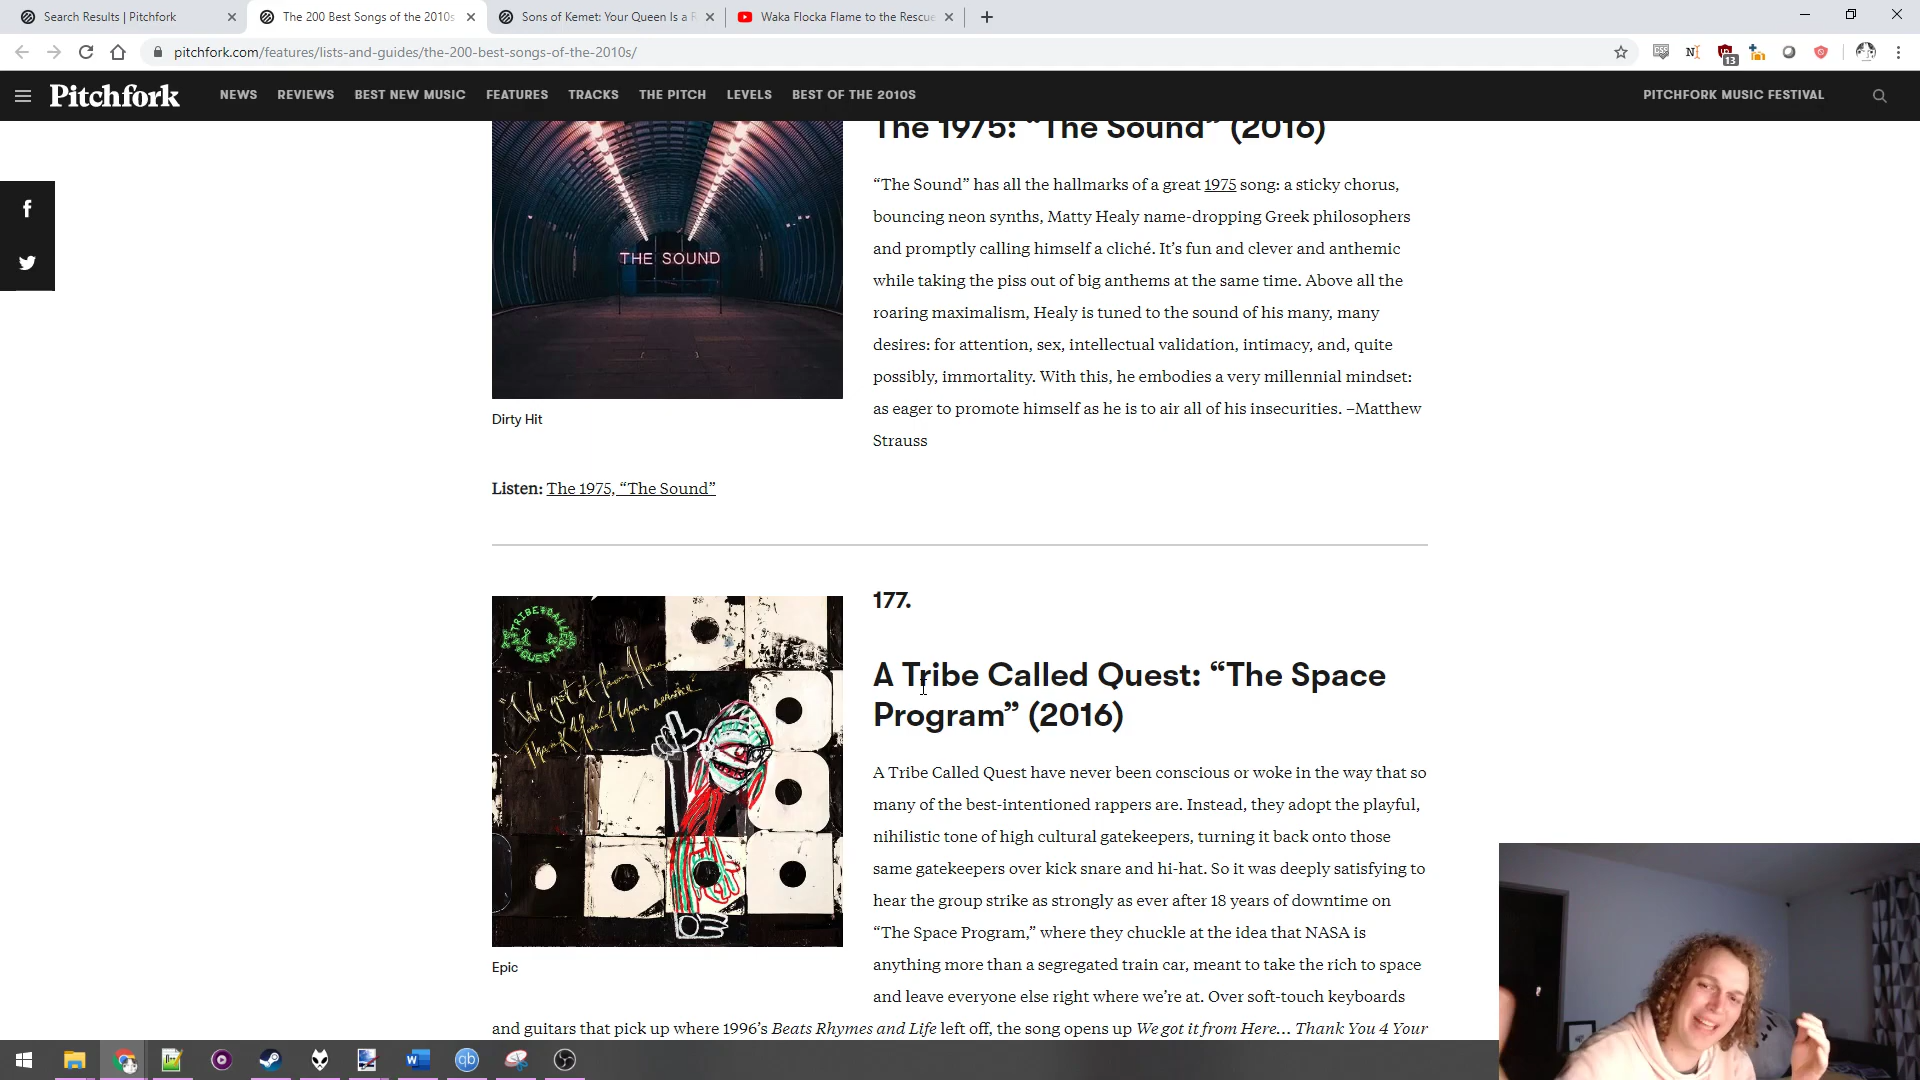 Search Results | Pitchfork
The 200 Best Songs of the 2010s
Sons of Kemet: Your Queen Is a R
Waka Flocka Flame to the Rescue
pitchfork.com/features/lists-and-guides/the-200-best-songs-of-the-2010s/
13
Pitchfork
NEWS REVIEWS BEST NEW MUSIC FEATURES TRACKS THE PITCH LEVELS BEST OF THE 2010S PITCHFORK MUSIC FESTIVAL
The 1975: “The Sound” (2016)
THE SOUND
“The Sound” has all the hallmarks of a great 1975 song: a sticky chorus,
bouncing neon synths, Matty Healy name-dropping Greek philosophers
and promptly calling himself a cliché. It’s fun and clever and anthemic
while taking the piss out of big anthems at the same time. Above all the
roaring maximalism, Healy is tuned to the sound of his many, many
desires: for attention, sex, intellectual validation, intimacy, and, quite
possibly, immortality. With this, he embodies a very millennial mindset:
as eager to promote himself as he is to air all of his insecurities. –Matthew
Strauss
Dirty Hit
Listen: The 1975, “The Sound”
177.
A Tribe Called Quest: “The Space
Program” (2016)
A Tribe Called Quest have never been conscious or woke in the way that so
many of the best-intentioned rappers are. Instead, they adopt the playful,
nihilistic tone of high cultural gatekeepers, turning it back onto those
same gatekeepers over kick snare and hi-hat. So it was deeply satisfying to
hear the group strike as strongly as ever after 18 years of downtime on
“The Space Program,” where they chuckle at the idea that NASA is
anything more than a segregated train car, meant to take the rich to space
and leave everyone else right where we’re at. Over soft-touch keyboards
and guitars that pick up where 1996’s Beats Rhymes and Life left off, the song opens up We got it from Here... Thank You 4 Your
TRIBE CALLED QUEST
"We got it from Here...
Thank You 4 Your service"
Epic